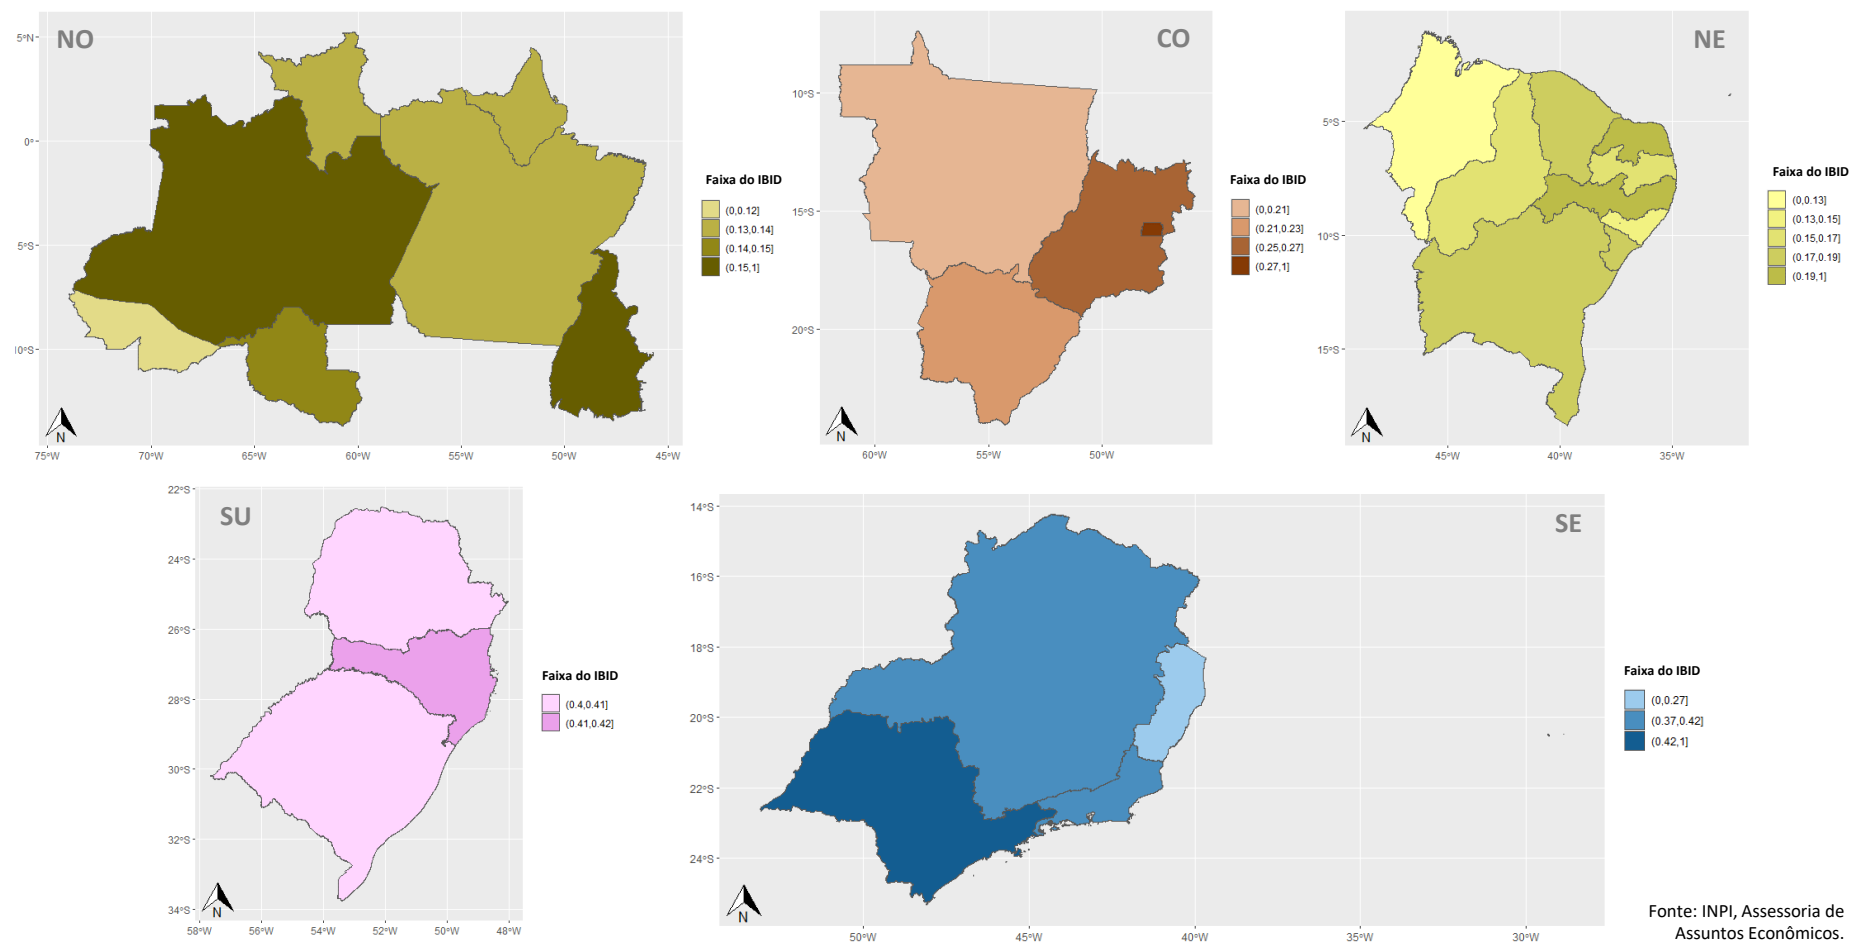 NO
5°N
0°
5°S
10°S
75°W 70°W 65°W 60°W 55°W 50°W 45°W
N
Faixa do IBID
(0,0.12]
(0.13,0.14]
(0.14,0.15]
(0.15,1]
CO
10°S
15°S
20°S
60°W 55°W 50°W
N
Faixa do IBID
(0,0.21]
(0.21,0.23]
(0.25,0.27]
(0.27,1]
NE
5°S
10°S
15°S
45°W 40°W 35°W
N
Faixa do IBID
(0,0.13]
(0.13,0.15]
(0.15,0.17]
(0.17,0.19]
(0.19,1]
SU
22°S
24°S
26°S
28°S
30°S
32°S
34°S
58°W 56°W 54°W 52°W 50°W 48°W
N
Faixa do IBID
(0.4,0.41]
(0.41,0.42]
SE
14°S
16°S
18°S
20°S
22°S
24°S
50°W 45°W 40°W 35°W 30°W
N
Faixa do IBID
(0,0.27]
(0.37,0.42]
(0.42,1]
Fonte: INPI, Assessoria de
Assuntos Econômicos.